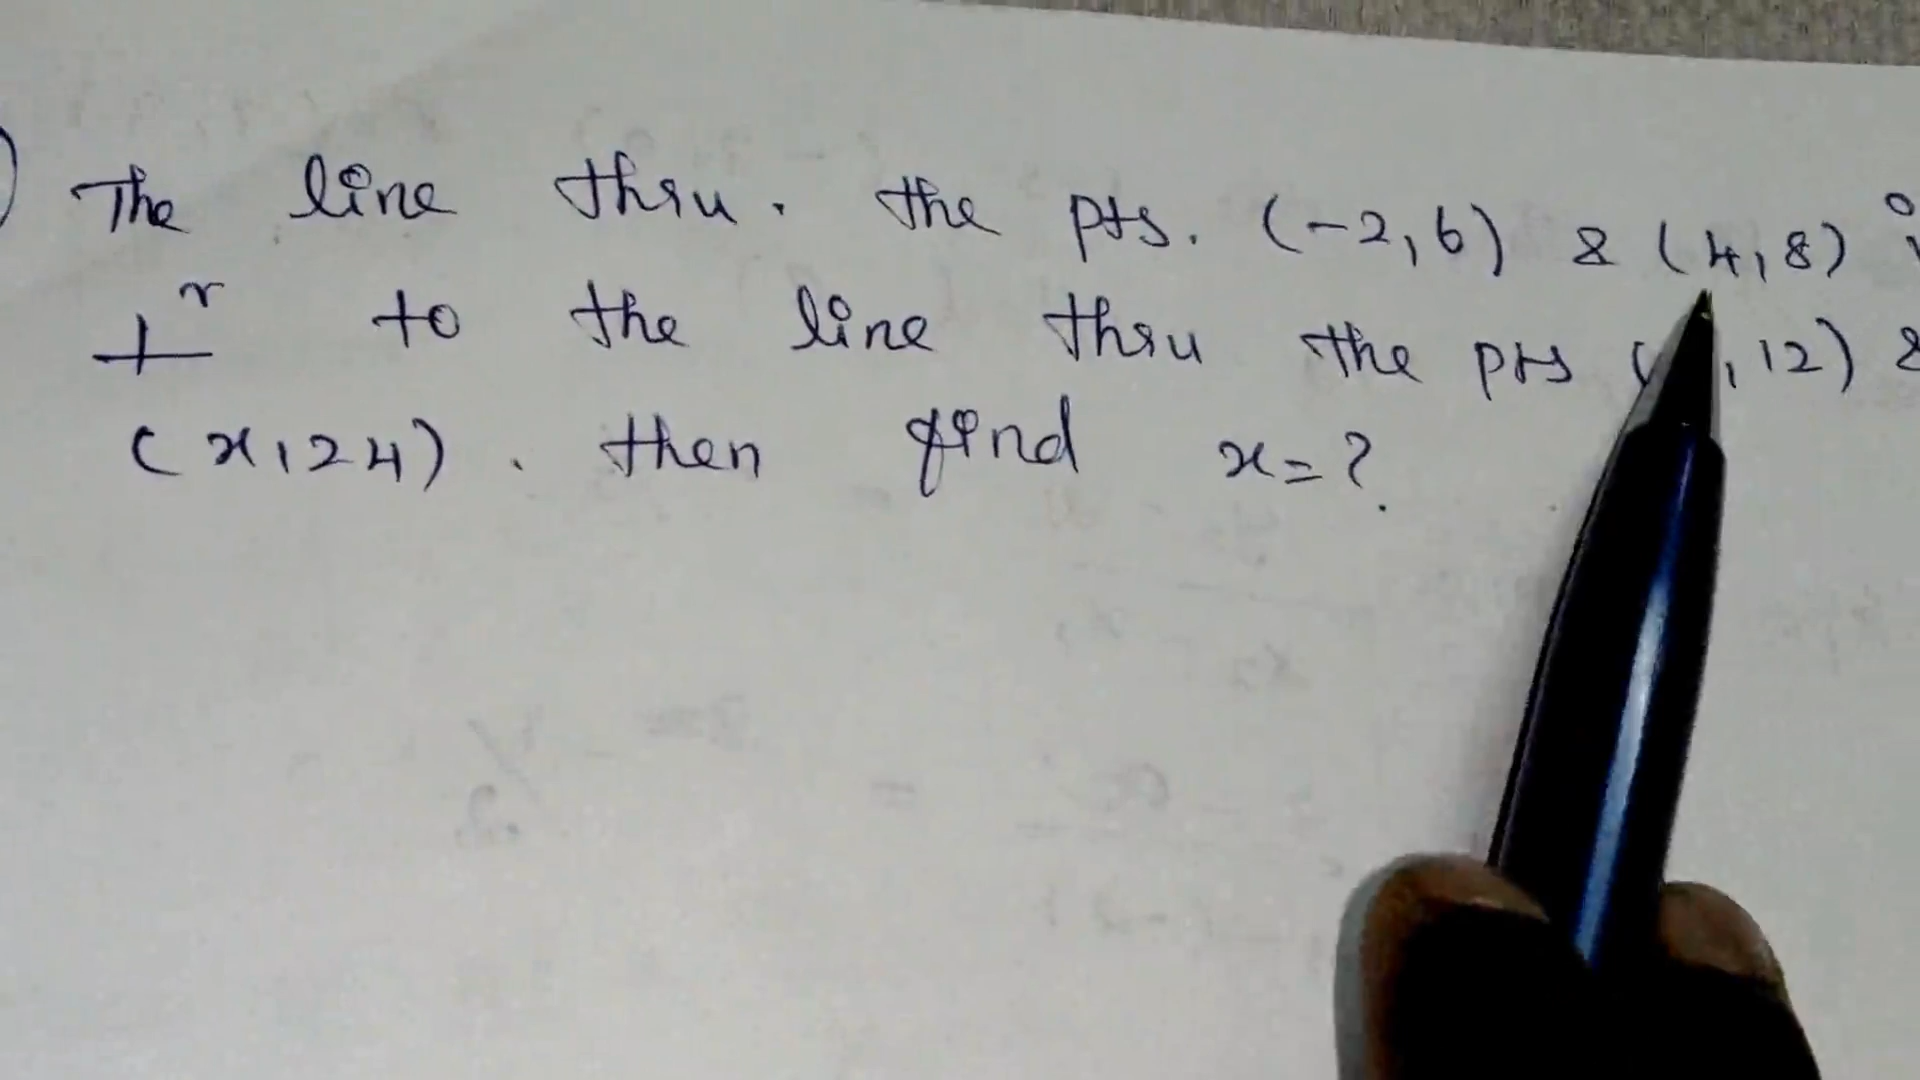 The line thru. the pts. (-2,6) & (4,8)
⊥r to the line thru the pts ( ,12) &
(x,24). then find x=?